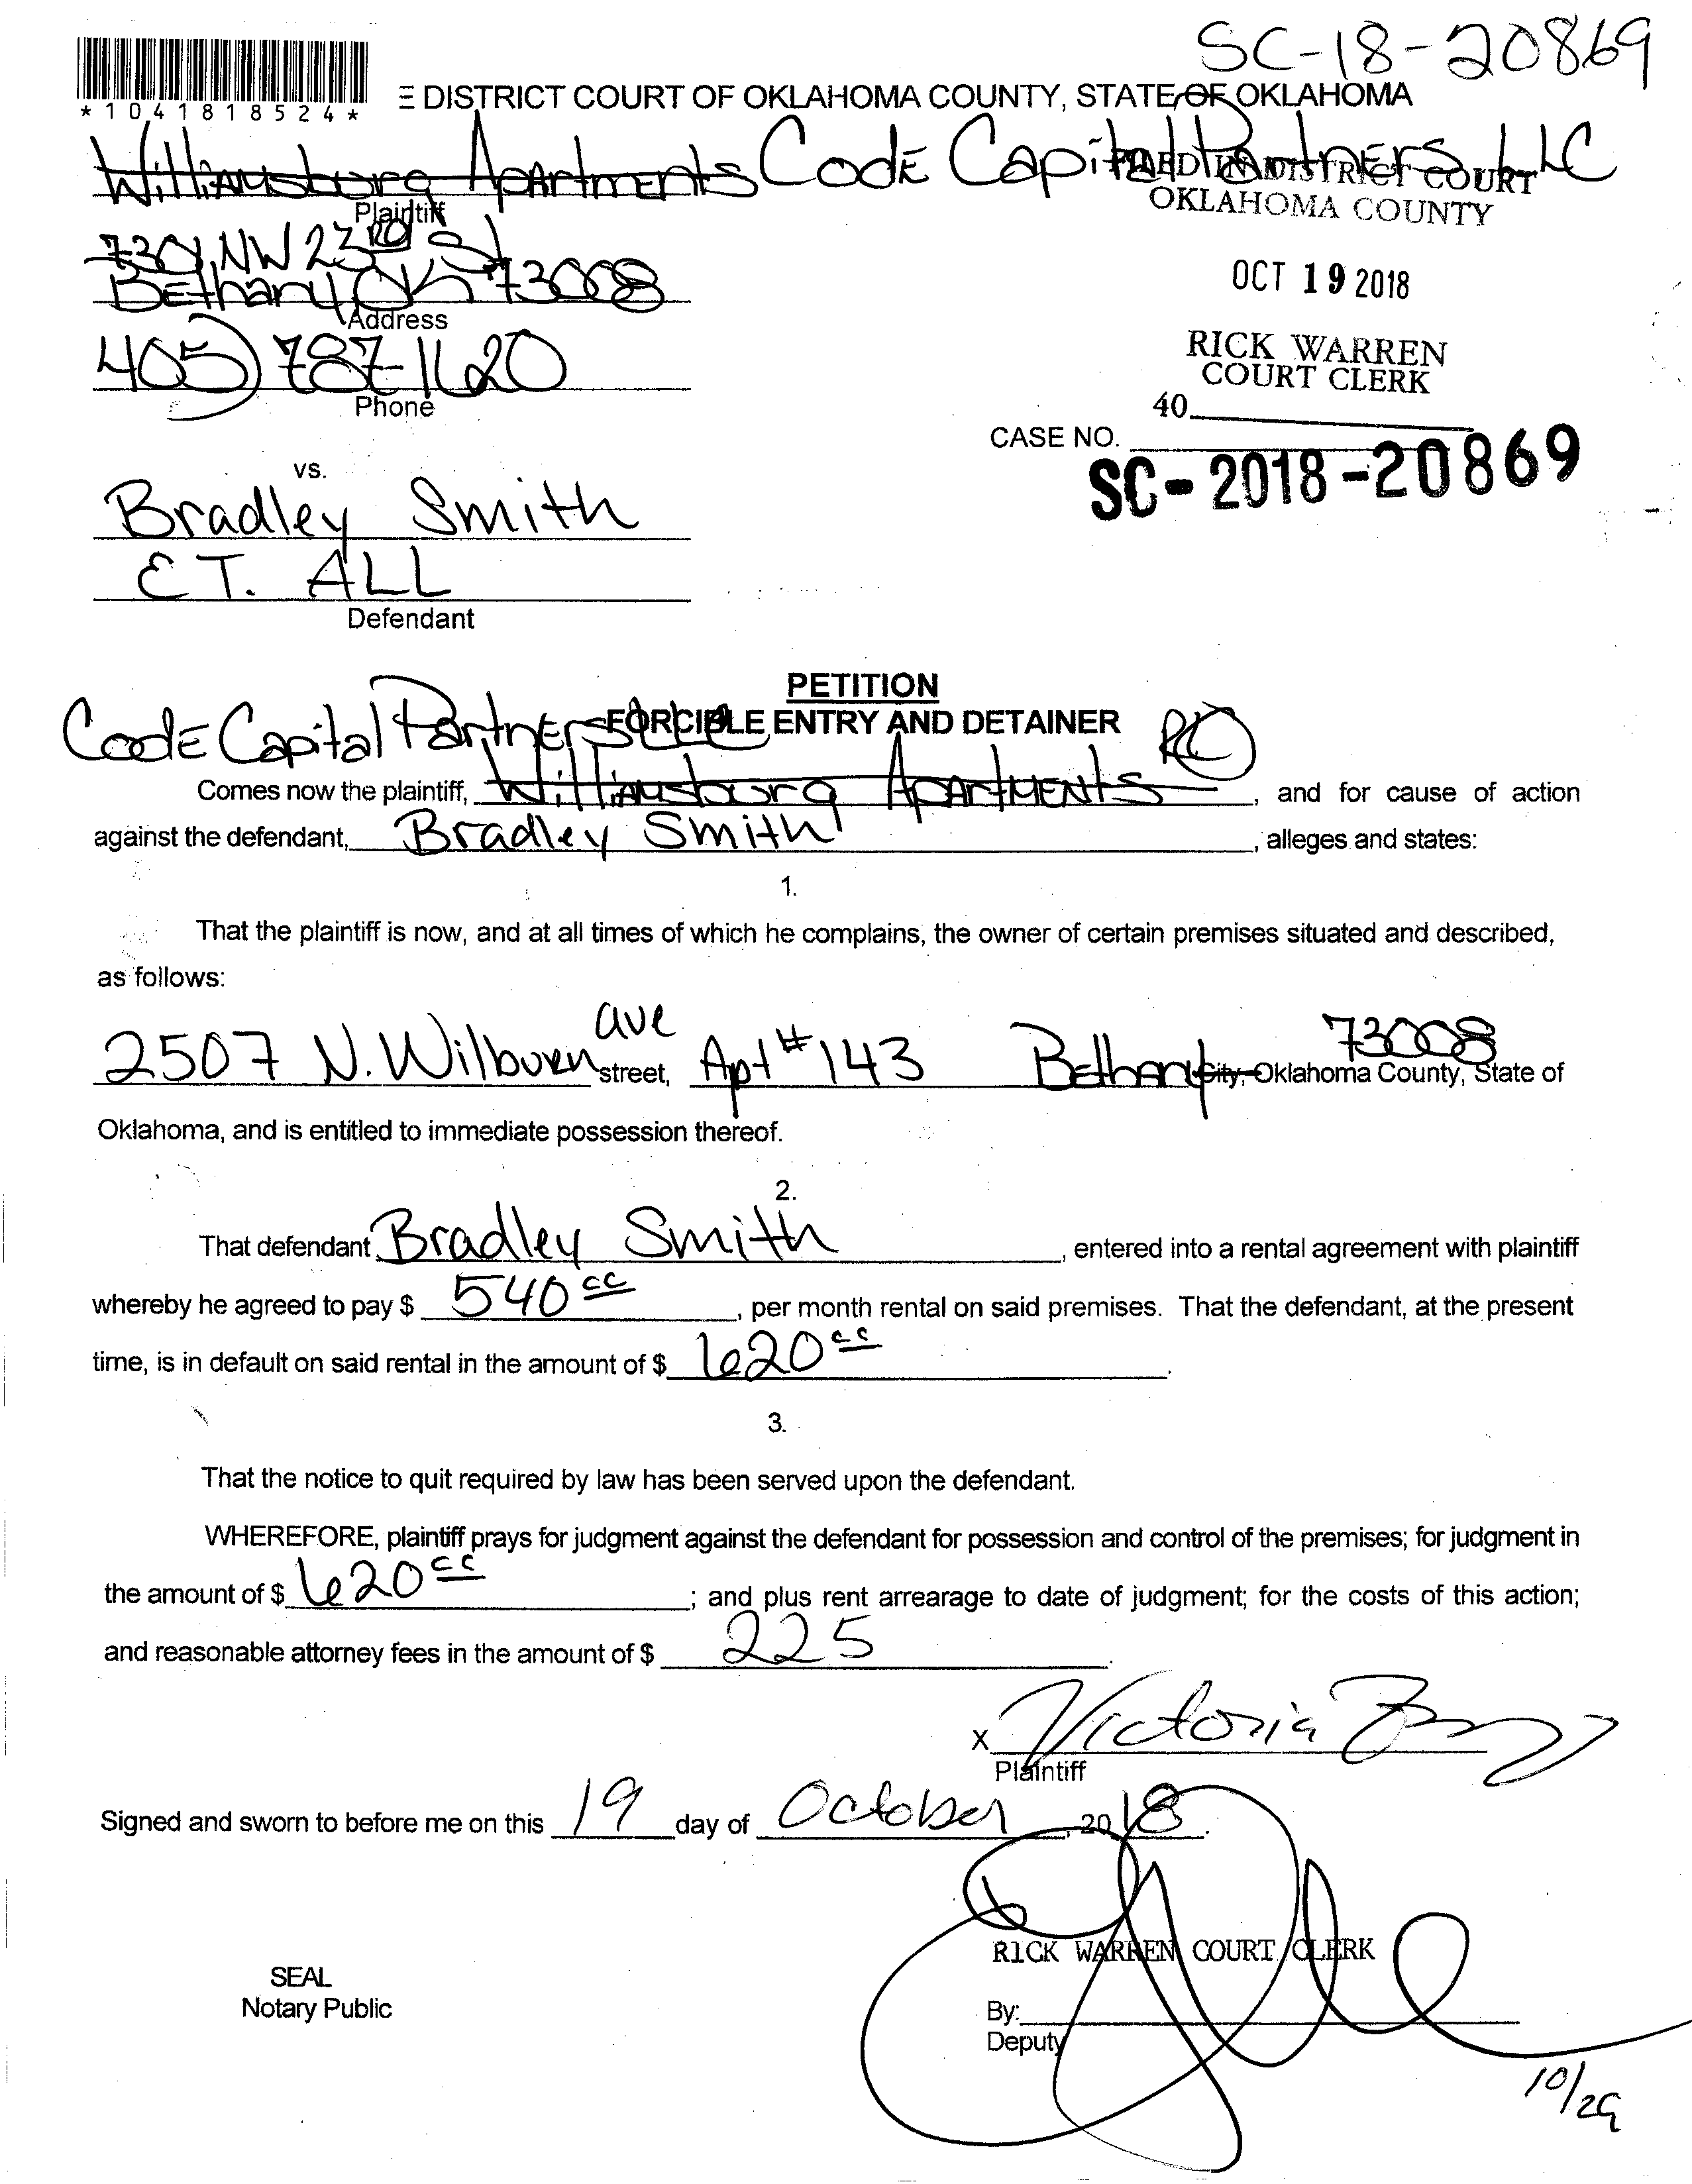 SC-18-20869
*1041818524*
E DISTRICT COURT OF OKLAHOMA COUNTY, STATE OF OKLAHOMA
Williamsburg Apartments Code Capital Partners LLC
Plaintiff
FILED IN DISTRICT COURT
OKLAHOMA COUNTY
7301 NW 23RD St
Bethany OK 73008
Address
OCT 19 2018
405) 787-1620
Phone
RICK WARREN
COURT CLERK
40
CASE NO.
SC-2018-20869
vs.
Bradley Smith
ET. ALL
Defendant
PETITION
FORCIBLE ENTRY AND DETAINER
Code Capital Partners LLC
Comes now the plaintiff, Williamsburg Apartments, and for cause of action
against the defendant, Bradley Smith, alleges and states:
1.
That the plaintiff is now, and at all times of which he complains, the owner of certain premises situated and described,
as follows:
2507 N. Wilburn ave street, Apt #143 Bethany City, Oklahoma County, State of 73008
Oklahoma, and is entitled to immediate possession thereof.
2.
That defendant Bradley Smith, entered into a rental agreement with plaintiff
whereby he agreed to pay $ 540 cc, per month rental on said premises. That the defendant, at the present
time, is in default on said rental in the amount of $ 620 cc.
3.
That the notice to quit required by law has been served upon the defendant.
WHEREFORE, plaintiff prays for judgment against the defendant for possession and control of the premises; for judgment in
the amount of $ 620 cc; and plus rent arrearage to date of judgment; for the costs of this action;
and reasonable attorney fees in the amount of $ 225.
X Victoria
Plaintiff
Signed and sworn to before me on this 19 day of October, 2018.
RICK WARREN COURT CLERK
SEAL
Notary Public
By:
Deputy
10/29